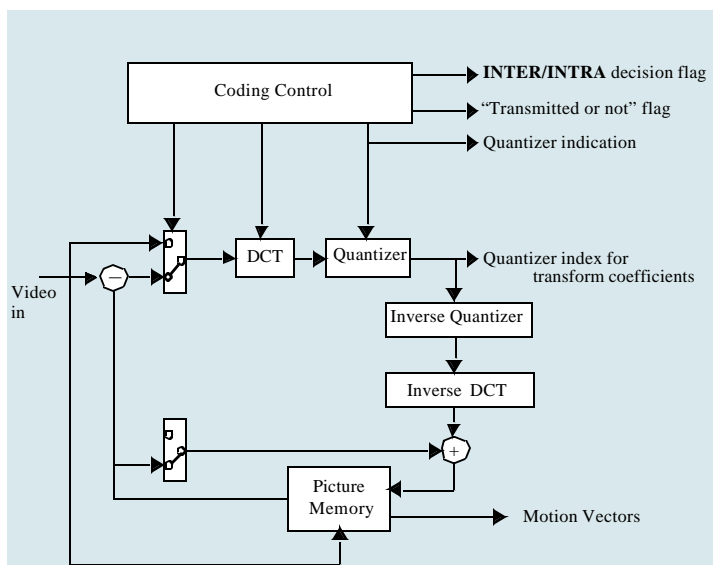 Coding Control
INTER/INTRA decision flag
“Transmitted or not” flag
Quantizer indication
DCT
Quantizer
Quantizer index for
transform coefficients
−
Video
in
Inverse Quantizer
Inverse DCT
+
Picture
Memory
Motion Vectors